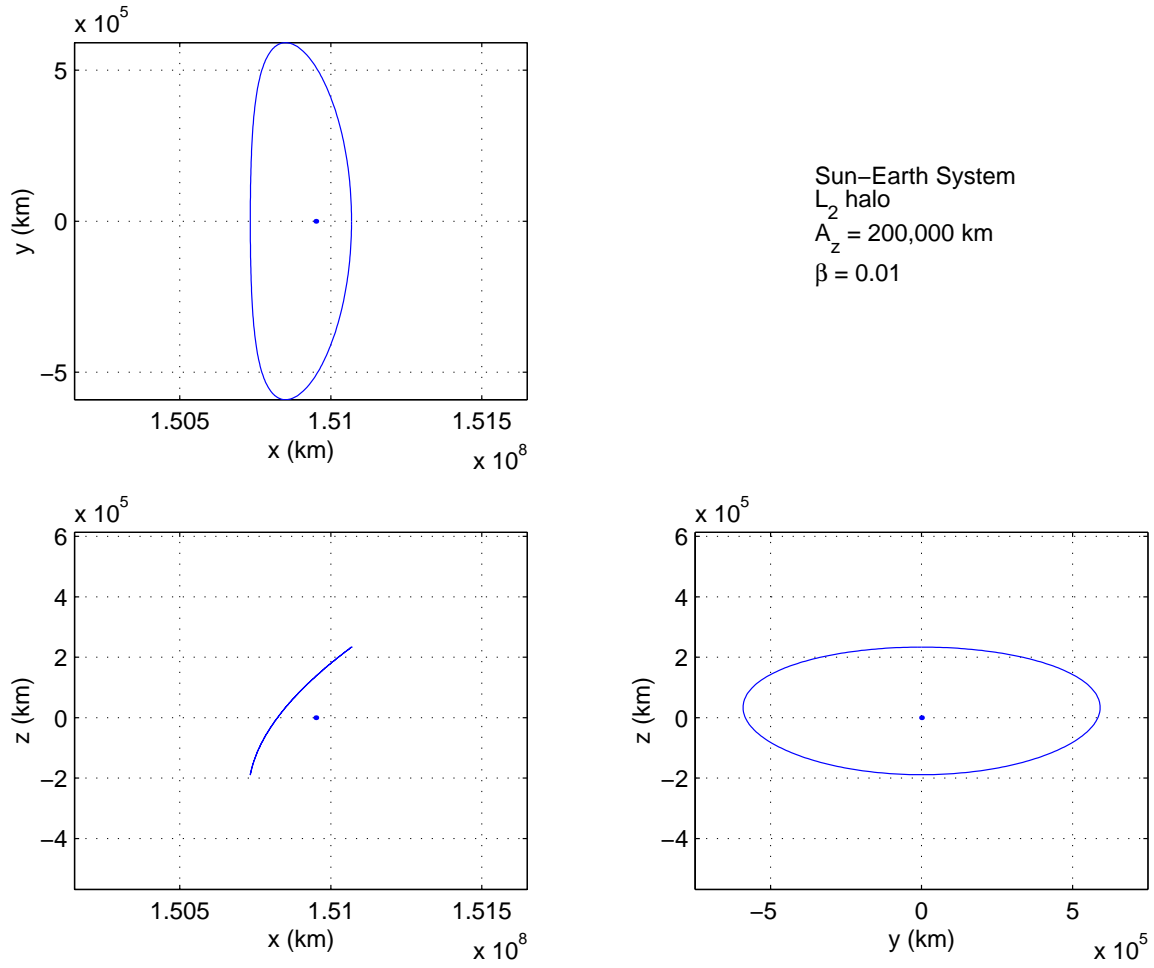 x 10^5
5
0
−5
y (km)
1.505
1.51
1.515
x (km)
x 10^8
Sun−Earth System
L_2 halo
A_z = 200,000 km
β = 0.01
x 10^5
6
4
2
0
−2
−4
z (km)
1.505
1.51
1.515
x (km)
x 10^8
x 10^5
6
4
2
0
−2
−4
z (km)
−5
0
5
y (km)
x 10^5